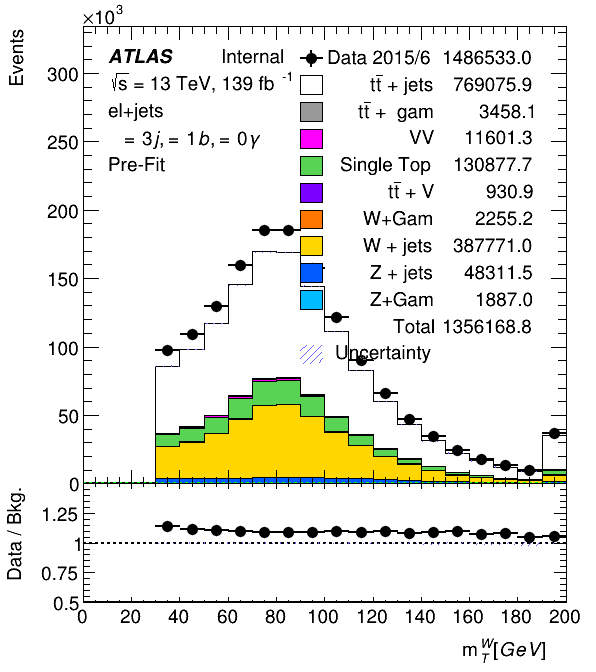 ×10³
Events
ATLAS Internal
√s = 13 TeV, 139 fb⁻¹
el+jets
= 3j, = 1b, = 0γ
Pre-Fit
Data 2015/6 1486533.0
tt̄ + jets 769075.9
tt̄ + gam 3458.1
VV 11601.3
Single Top 130877.7
tt̄ + V 930.9
W+Gam 2255.2
W + jets 387771.0
Z + jets 48311.5
Z+Gam 1887.0
Total 1356168.8
Uncertainty
300
250
200
150
100
50
0
Data / Bkg.
1.25
1
0.75
0.5
0 20 40 60 80 100 120 140 160 180 200
m_T^W [GeV]